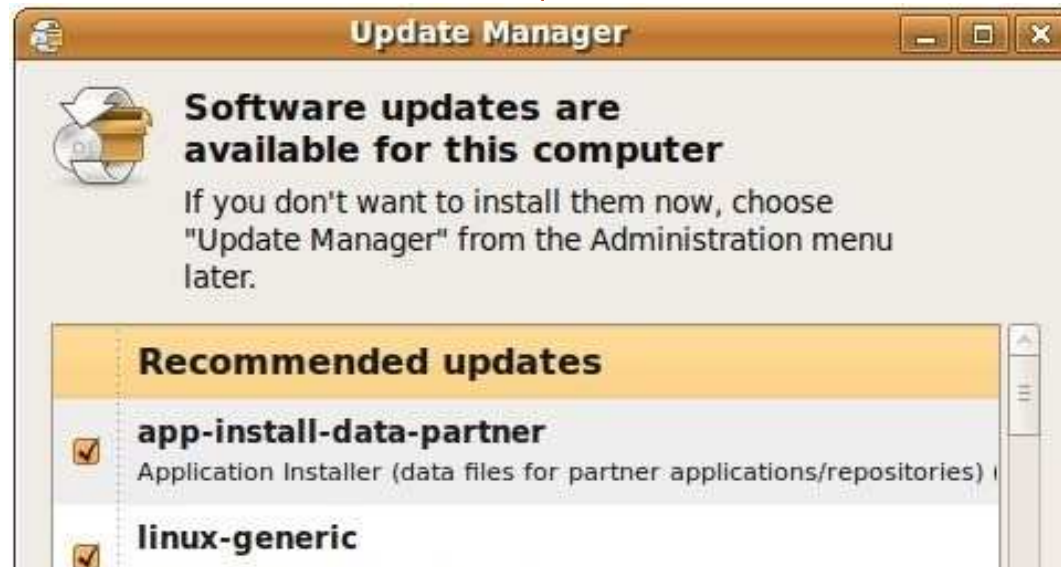 Update Manager
Software updates are
available for this computer
If you don't want to install them now, choose
"Update Manager" from the Administration menu
later.
Recommended updates
app-install-data-partner
Application Installer (data files for partner applications/repositories)
linux-generic